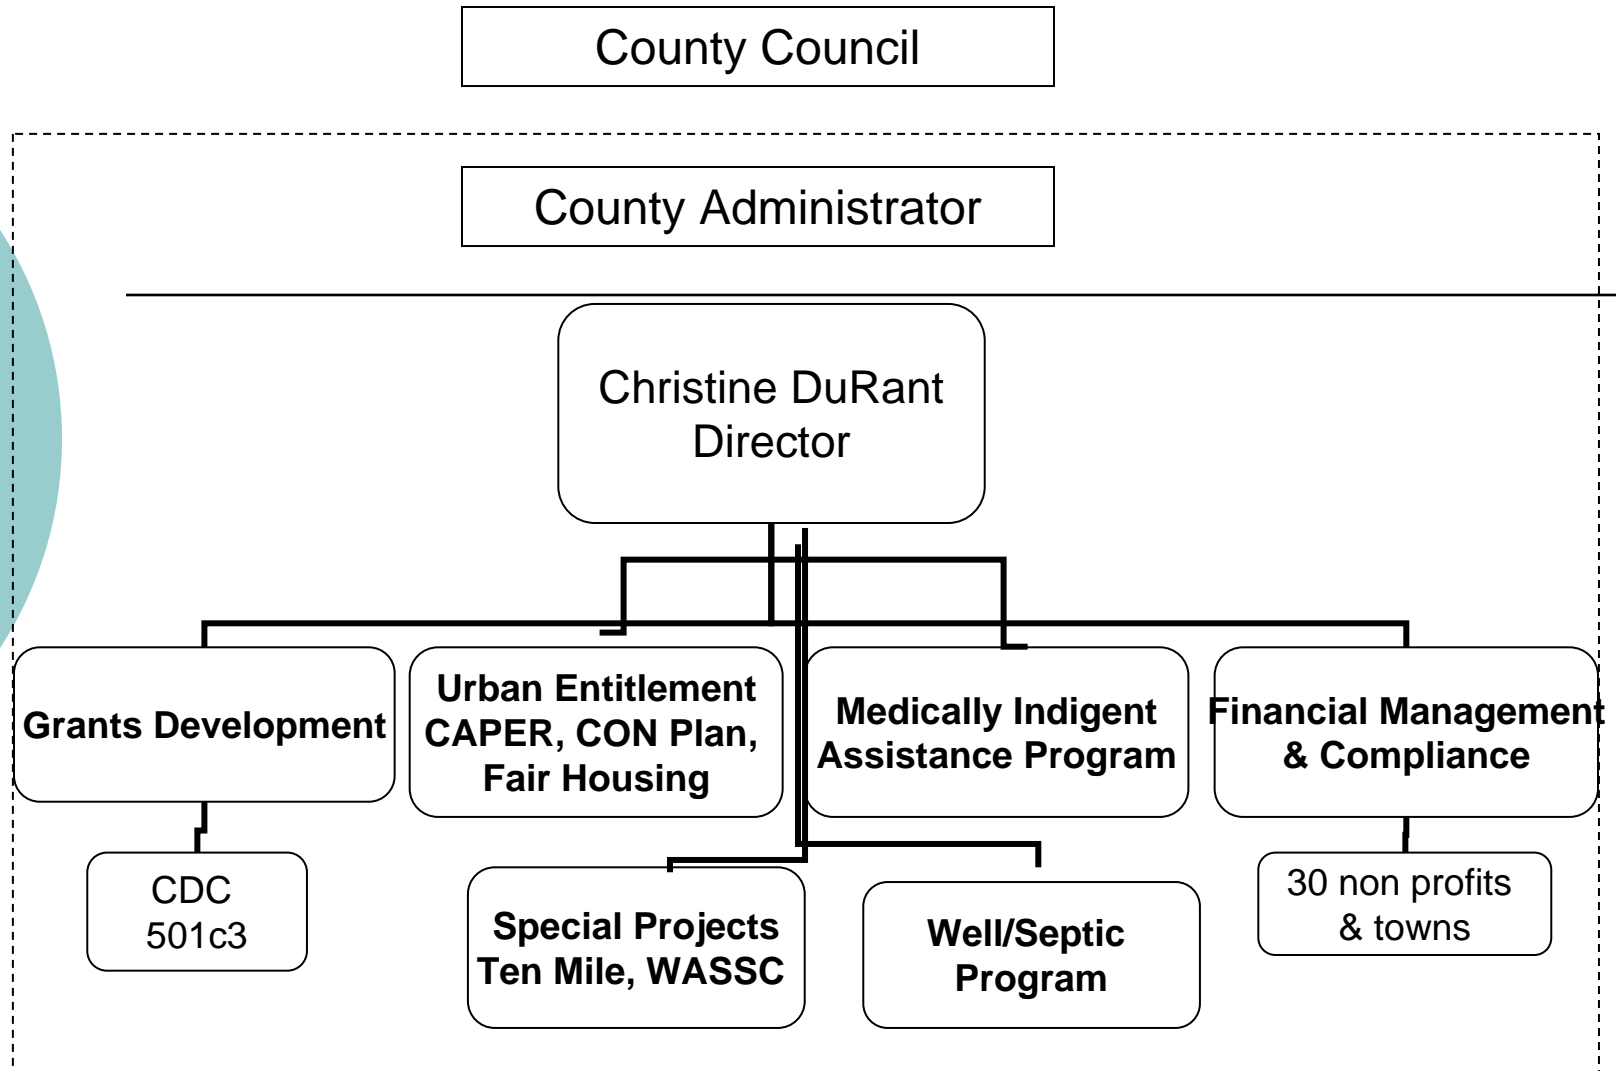 County Council
County Administrator
Christine DuRant
Director
Grants Development
Urban Entitlement
CAPER, CON Plan,
Fair Housing
Medically Indigent
Assistance Program
Financial Management
& Compliance
CDC
501c3
Special Projects
Ten Mile, WASSC
Well/Septic
Program
30 non profits
& towns